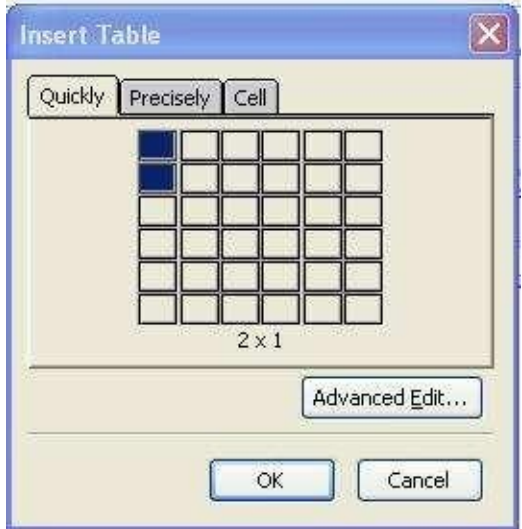 Insert Table
Quickly Precisely Cell
2 x 1
Advanced Edit...
OK Cancel